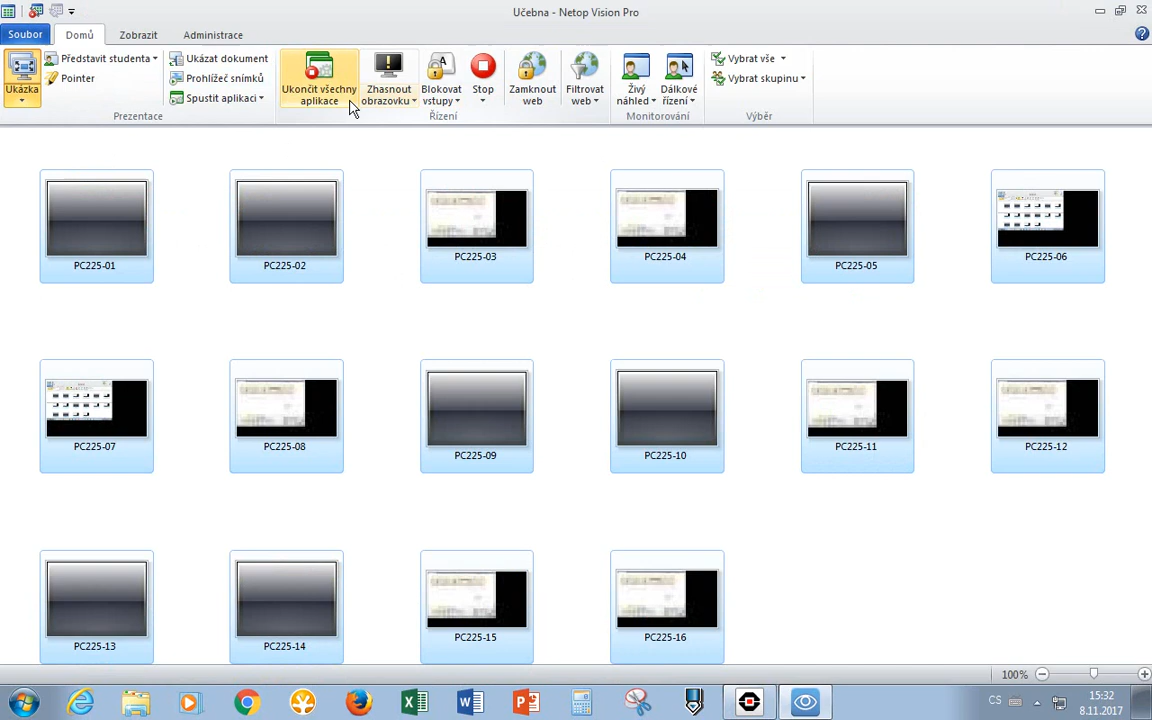 Učebna - Netop Vision Pro
Soubor Domů Zobrazit Administrace
Ukázka
Představit studenta
Pointer
Ukázat dokument
Prohlížeč snímků
Spustit aplikaci
Prezentace
Ukončit všechny
aplikace
Zhasnout
obrazovku
Blokovat
vstupy
Stop
Zamknout
web
Filtrovat
web
Řízení
Živý
náhled
Dálkové
řízení
Monitorování
Vybrat vše
Vybrat skupinu
Výběr
PC225-01 PC225-02 PC225-03 PC225-04 PC225-05 PC225-06
PC225-07 PC225-08 PC225-09 PC225-10 PC225-11 PC225-12
PC225-13 PC225-14 PC225-15 PC225-16
100%
CS
15:32
8.11.2017